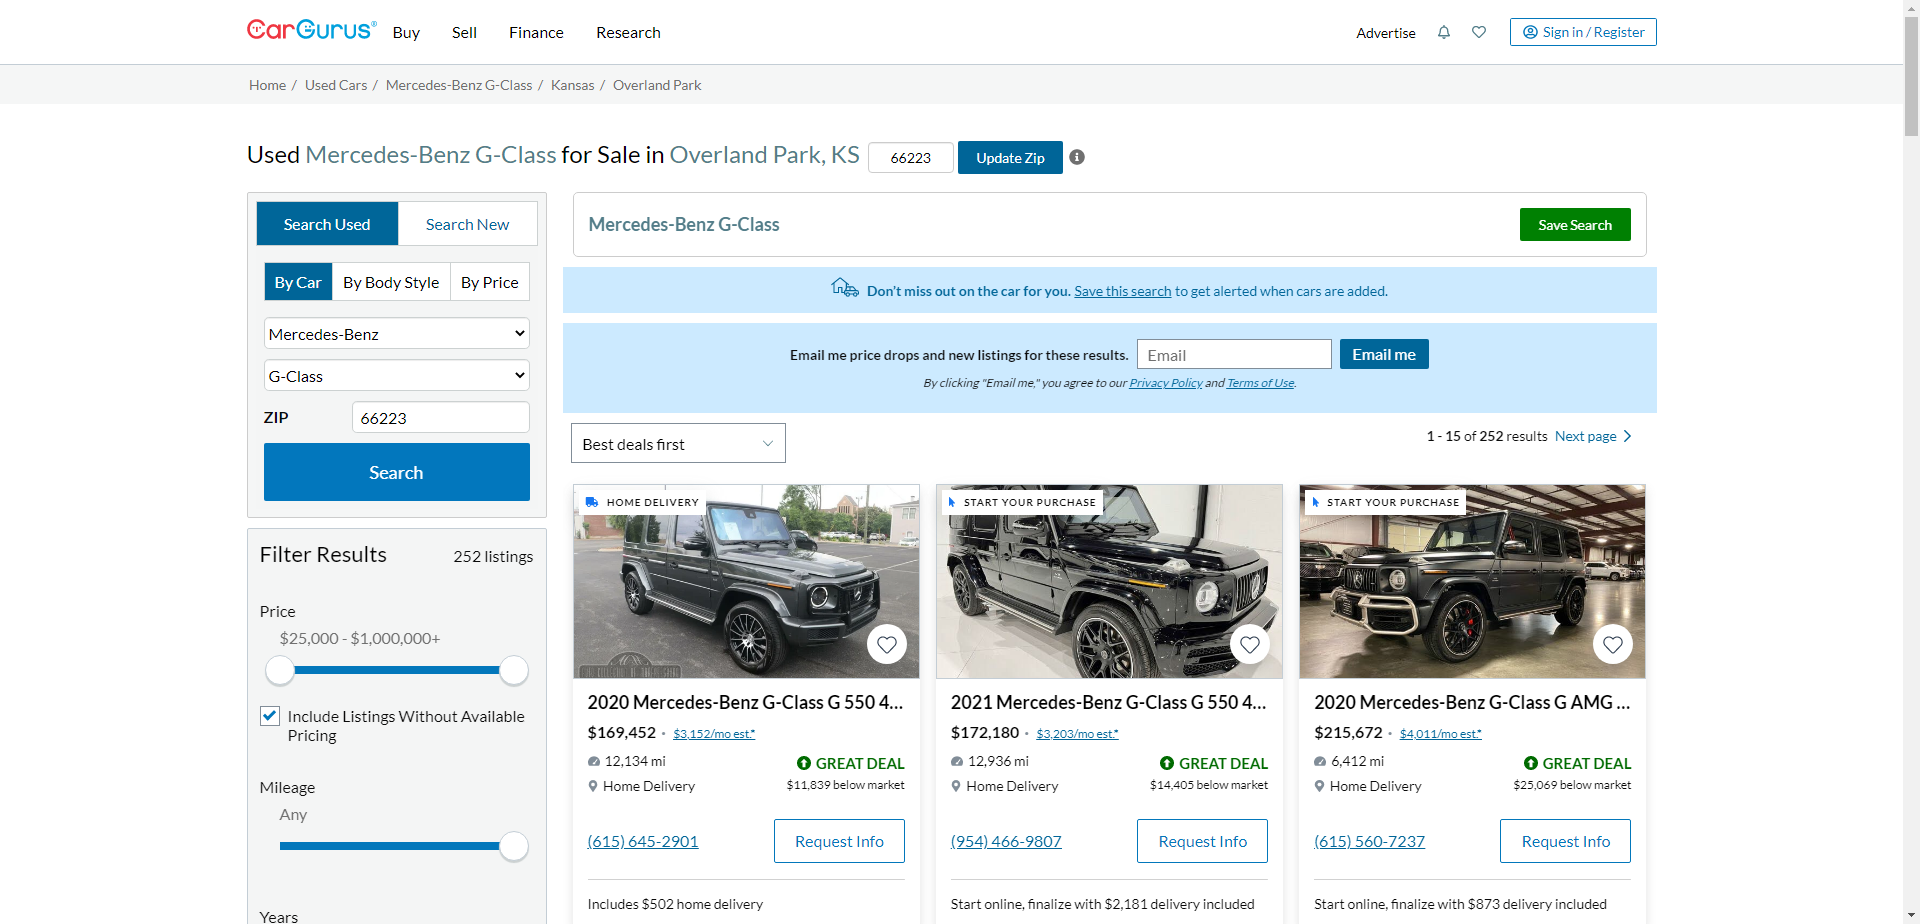 CarGurus®
Buy
Sell
Finance
Research
Advertise
Sign in / Register
Home / Used Cars / Mercedes-Benz G-Class / Kansas / Overland Park
Used Mercedes-Benz G-Class for Sale in Overland Park, KS
66223
Update Zip
Search Used
Search New
By Car
By Body Style
By Price
Mercedes-Benz
G-Class
ZIP
66223
Search
Filter Results
252 listings
Price
$25,000 - $1,000,000+
Include Listings Without Available
Pricing
Mileage
Any
Years
Mercedes-Benz G-Class
Save Search
Don't miss out on the car for you. Save this search to get alerted when cars are added.
Email me price drops and new listings for these results.
Email
Email me
By clicking "Email me," you agree to our Privacy Policy and Terms of Use.
Best deals first
1 - 15 of 252 results
Next page
HOME DELIVERY
2020 Mercedes-Benz G-Class G 550 4...
$169,452 · $3,152/mo est.*
12,134 mi
GREAT DEAL
Home Delivery
$11,839 below market
(615) 645-2901
Request Info
Includes $502 home delivery
START YOUR PURCHASE
2021 Mercedes-Benz G-Class G 550 4...
$172,180 · $3,203/mo est.*
12,936 mi
GREAT DEAL
Home Delivery
$14,405 below market
(954) 466-9807
Request Info
Start online, finalize with $2,181 delivery included
START YOUR PURCHASE
2020 Mercedes-Benz G-Class G AMG ...
$215,672 · $4,011/mo est.*
6,412 mi
GREAT DEAL
Home Delivery
$25,069 below market
(615) 560-7237
Request Info
Start online, finalize with $873 delivery included